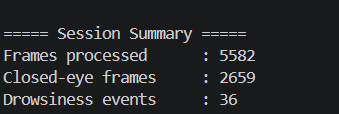 ===== Session Summary =====
Frames processed      : 5582
Closed-eye frames     : 2659
Drowsiness events     : 36